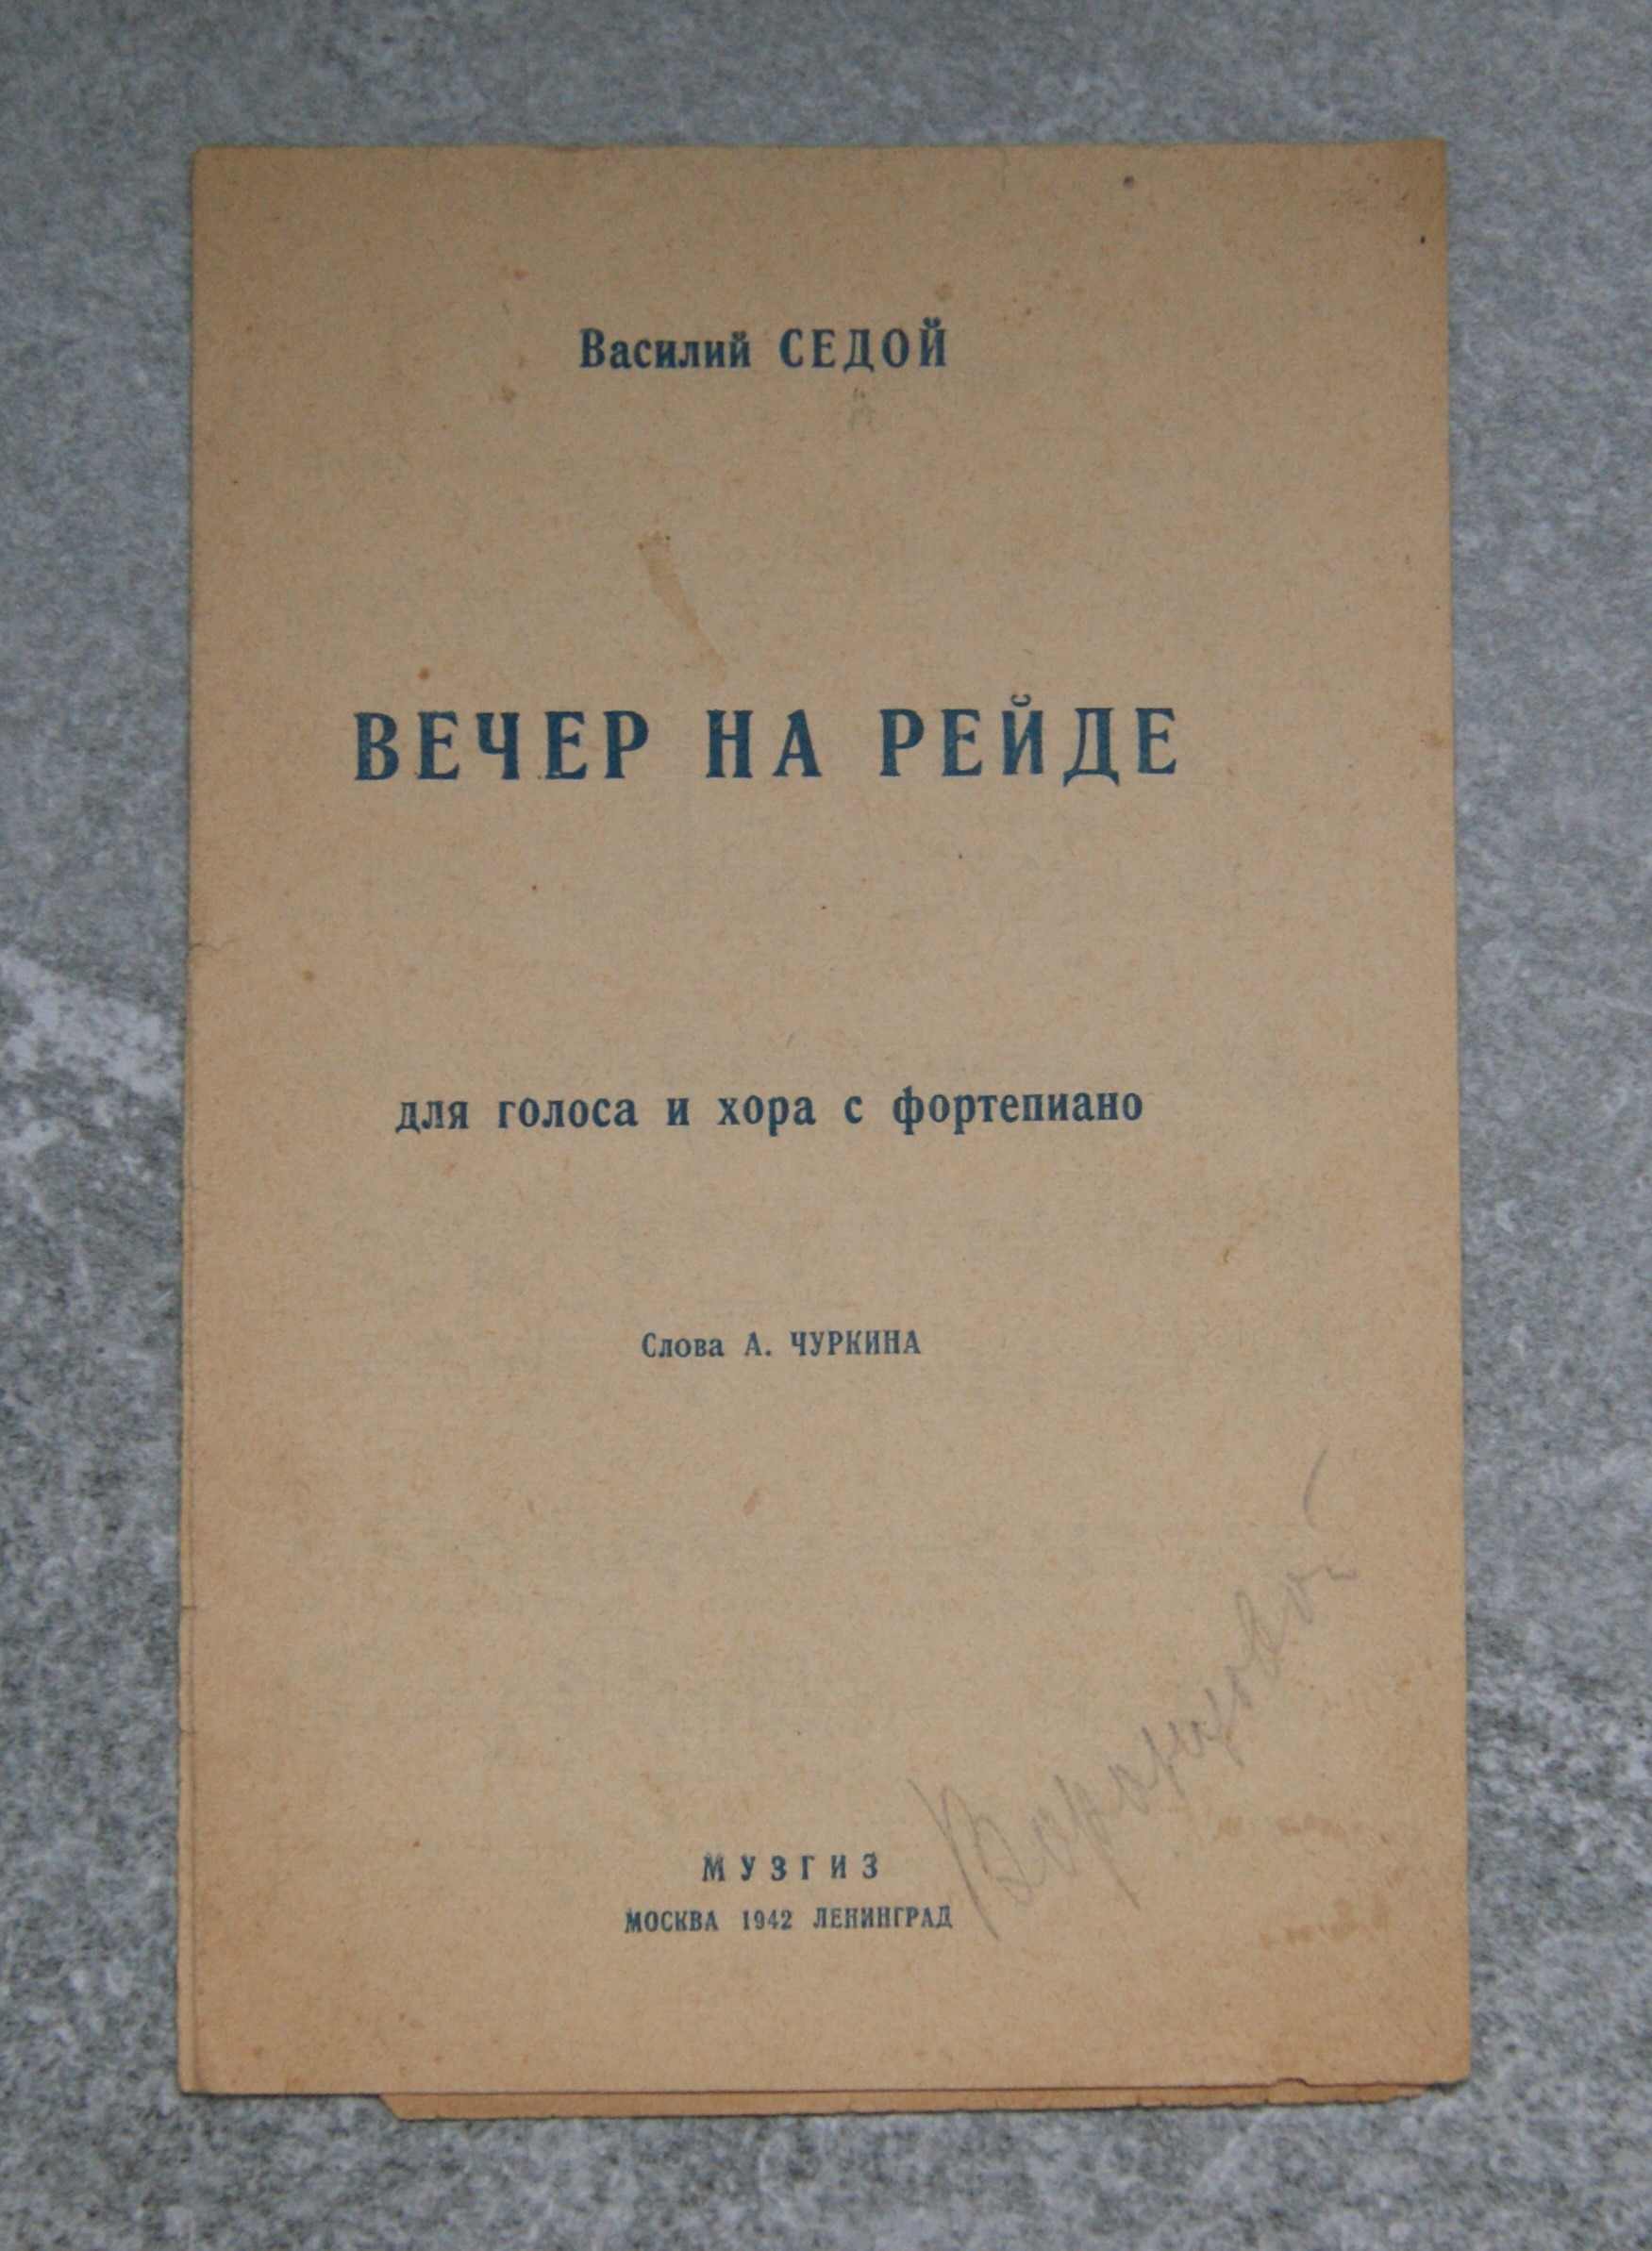 Василий СЕДОЙ
ВЕЧЕР НА РЕЙДЕ
для голоса и хора с фортепиано
Слова А. ЧУРКИНА
МУЗГИЗ
МОСКВА 1942 ЛЕНИНГРАД